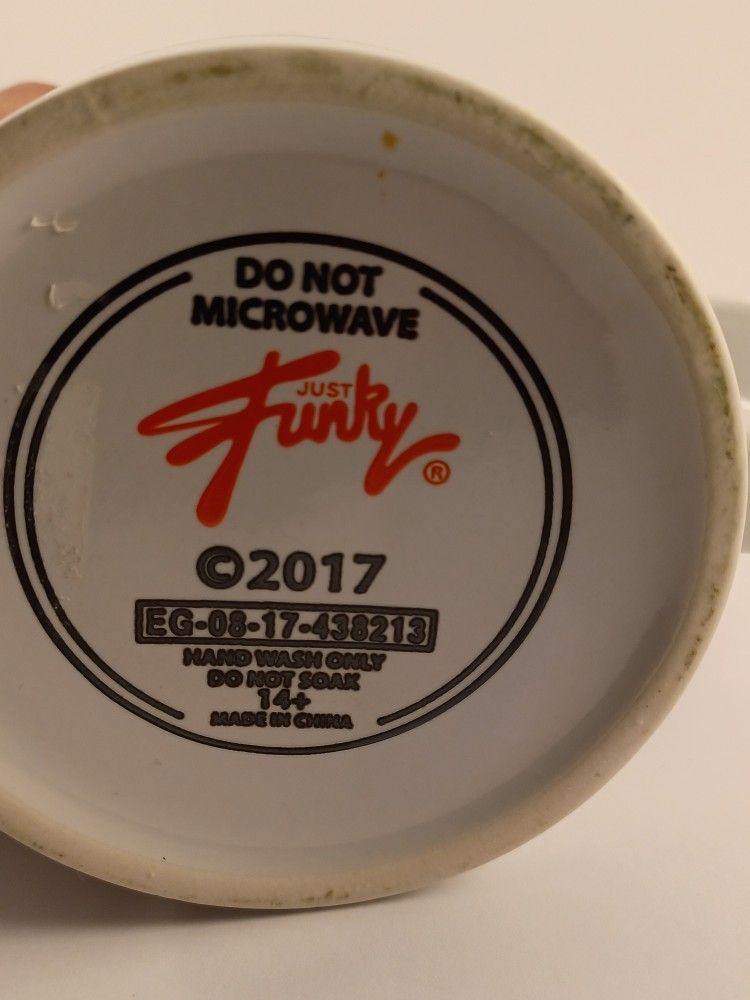 DO NOT
MICROWAVE
JUST
Funky
®
©2017
EG-08-17-438213
HAND WASH ONLY
DO NOT SOAK
14+
MADE IN CHINA